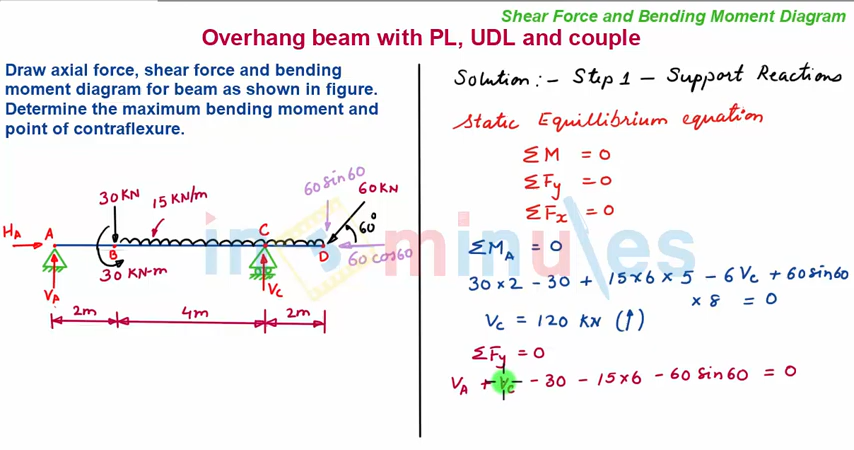 Shear Force and Bending Moment Diagram
Overhang beam with PL, UDL and couple
Draw axial force, shear force and bending
moment diagram for beam as shown in figure.
Determine the maximum bending moment and
point of contraflexure.
30 KN
15 KN/m
60 sin 60
60 KN
60°
HA
A
B
C
D
30 KN-m
60 cos 60
VA
VC
2m
4m
2m
in minutes
Solution :- Step 1 - Support Reactions
Static Equillibrium equation
ΣM = 0
ΣFy = 0
ΣFx = 0
ΣMA = 0
30 × 2 - 30 + 15×6 × 5 - 6 Vc + 60 sin 60
× 8 = 0
Vc = 120 KN (↑)
ΣFy = 0
VA + Vc - 30 - 15×6 - 60 sin 60 = 0